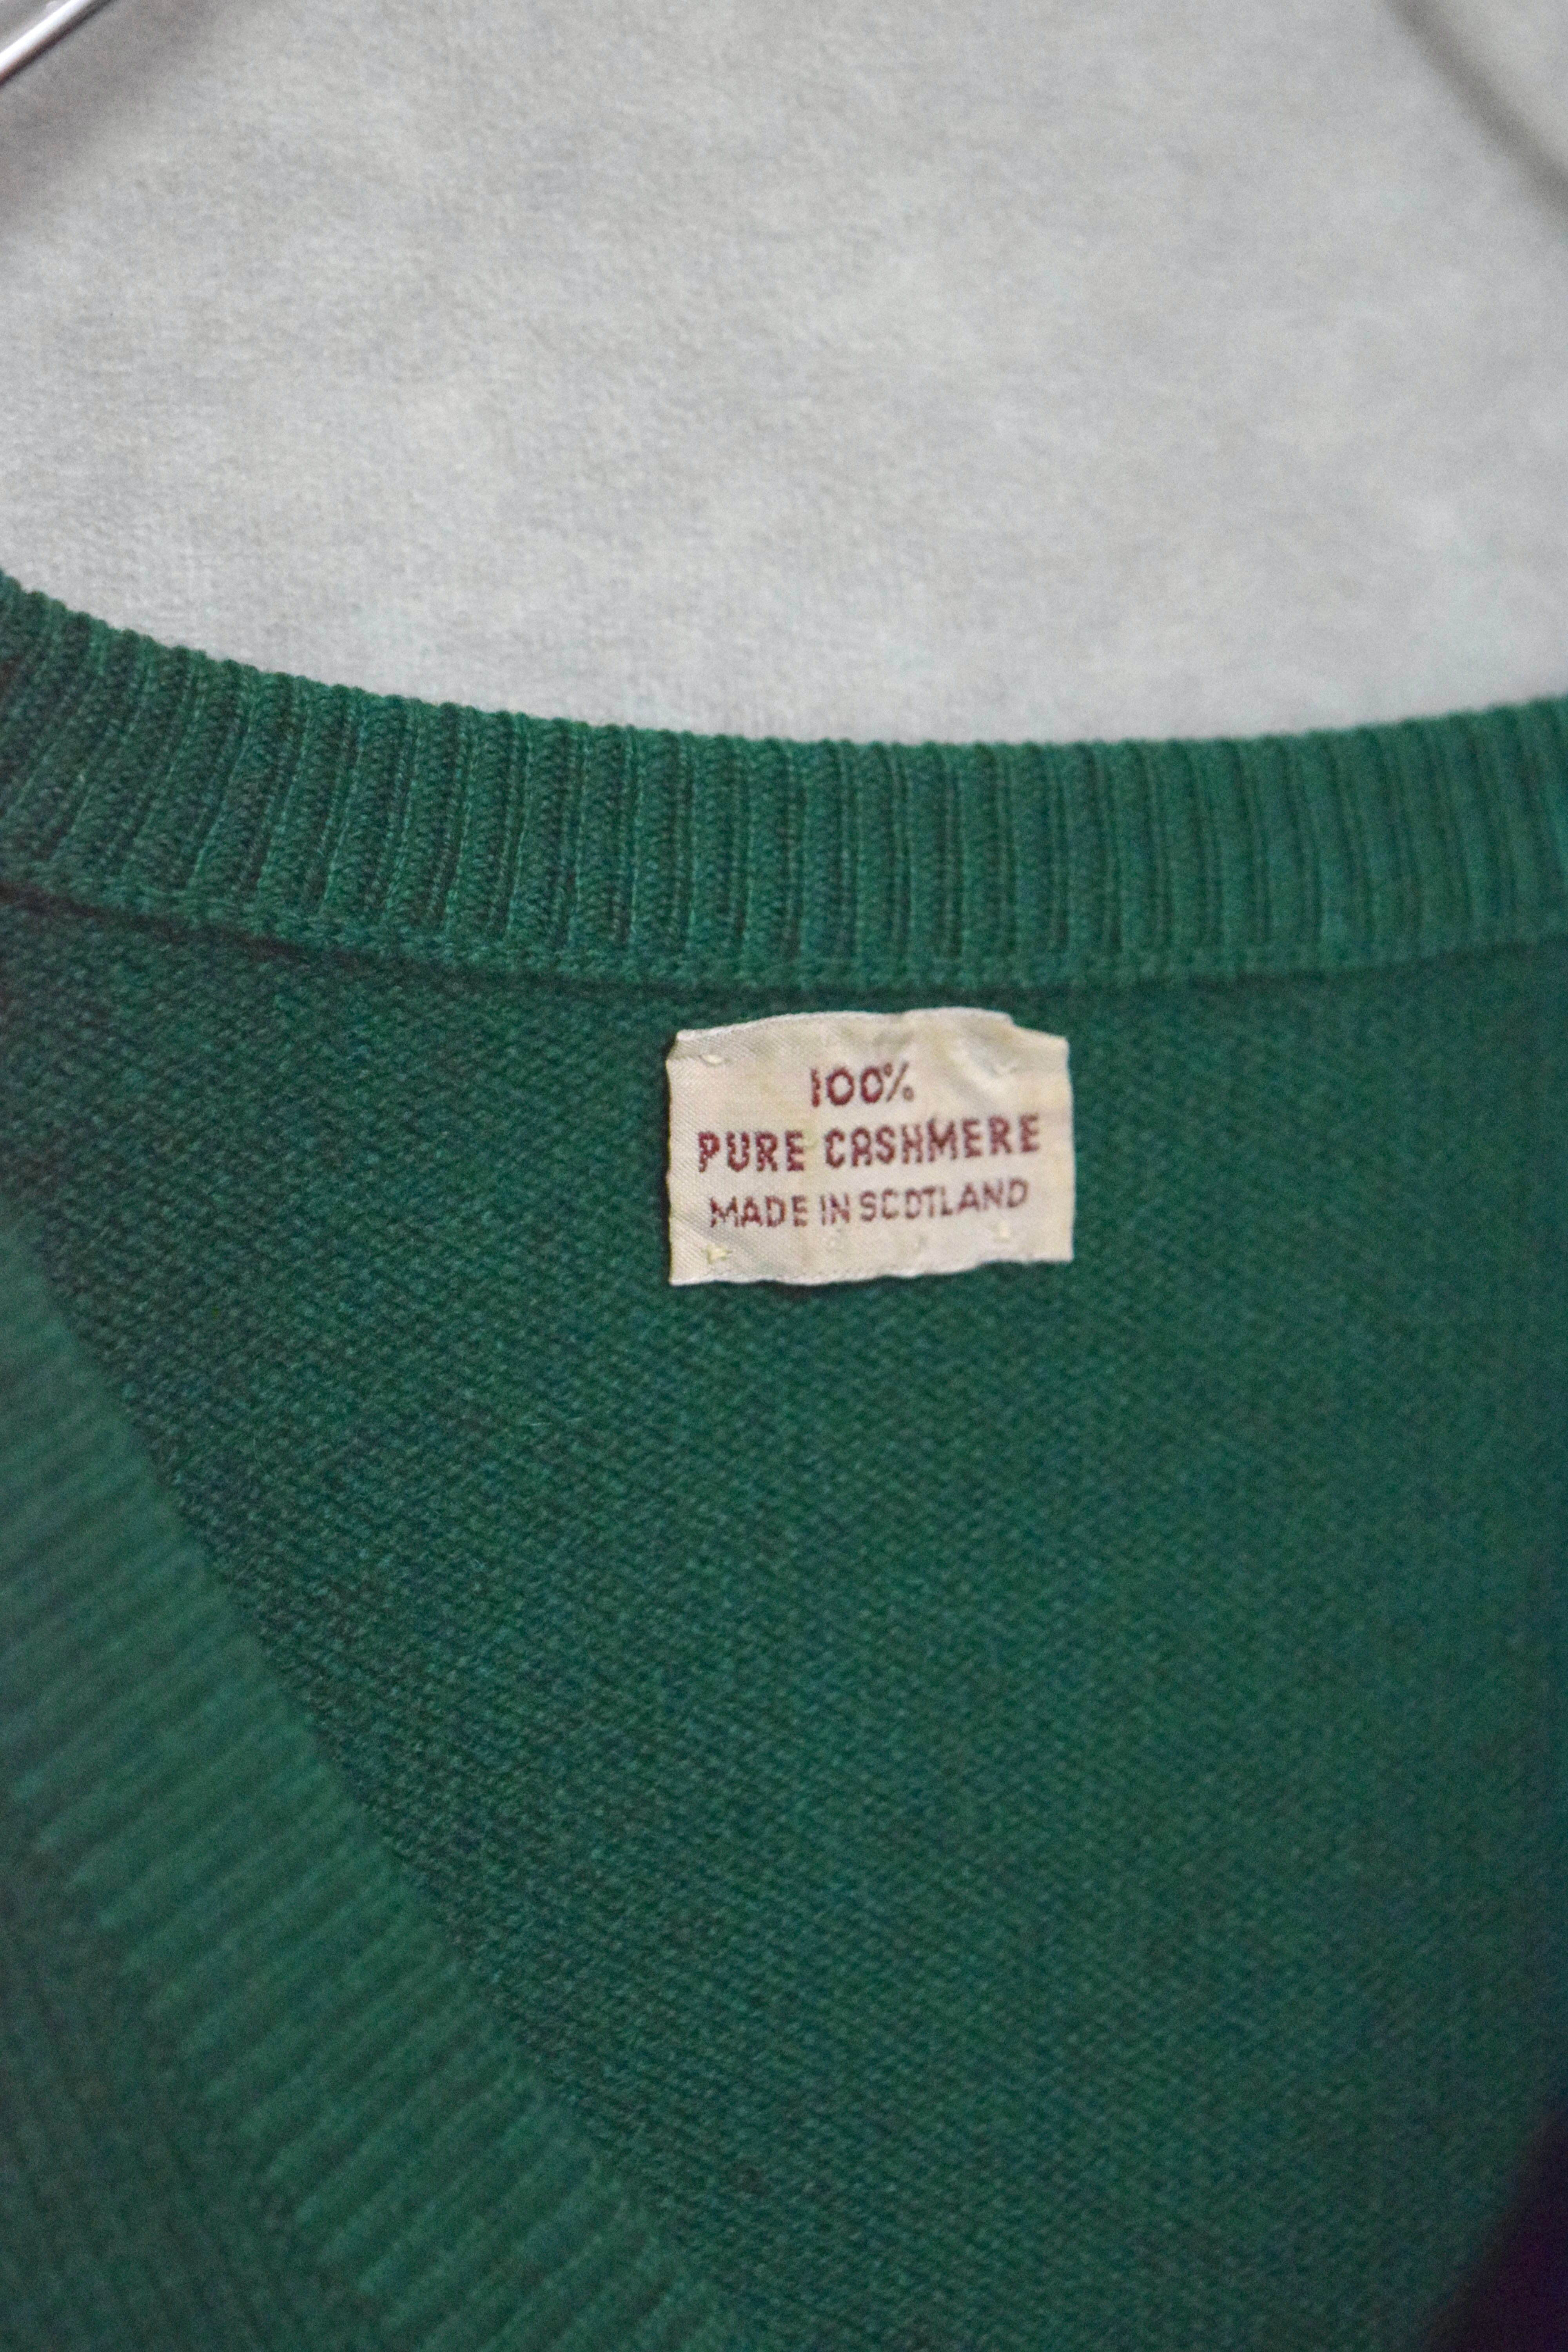 100%
PURE CASHMERE
MADE IN SCOTLAND